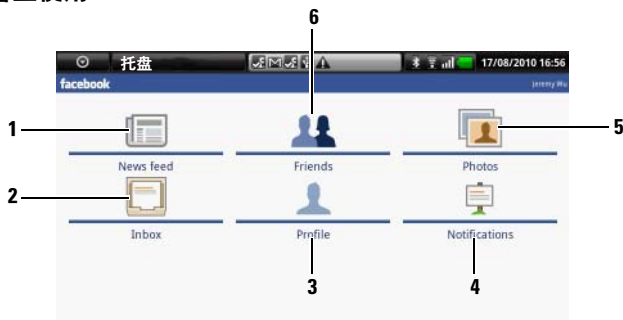 6
托盘 17/08/2010 16:56
facebook Jeremy Wu
1 5
News feed Friends Photos
2
Inbox Profile Notifications
3 4